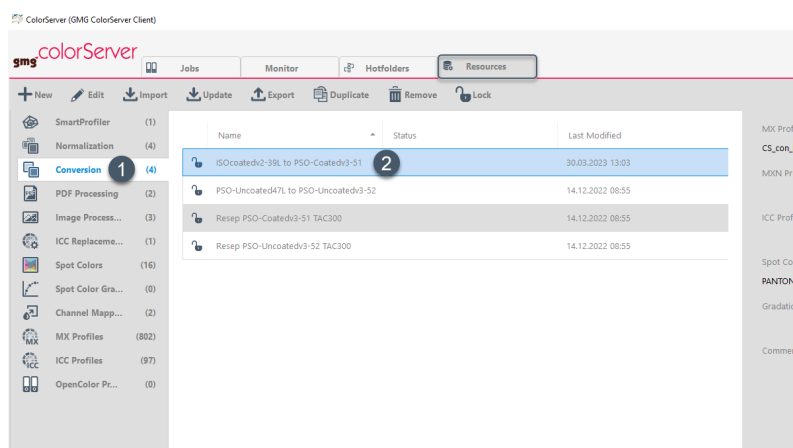 ColorServer (GMG ColorServer Client)
gmg colorServer
Jobs Monitor Hotfolders Resources
New Edit Import Update Export Duplicate Remove Lock
SmartProfiler (1)
Normalization (4)
Conversion 1 (4)
PDF Processing (2)
Image Process... (3)
ICC Replaceme... (1)
Spot Colors (16)
Spot Color Gra... (0)
Channel Mapp... (2)
MX MX Profiles (802)
ICC ICC Profiles (97)
OpenColor Pr... (0)
Name Status Last Modified
ISOcoatedv2-39L to PSO-Coatedv3-51 2 30.03.2023 13:03
PSO-Uncoated47L to PSO-Uncoatedv3-52 14.12.2022 08:55
Resep PSO-Coatedv3-51 TAC300 14.12.2022 08:55
Resep PSO-Uncoatedv3-52 TAC300 14.12.2022 08:55
MX Prof
CS_con_
MXN Pr
ICC Prof
Spot Co
PANTON
Gradatio
Commer